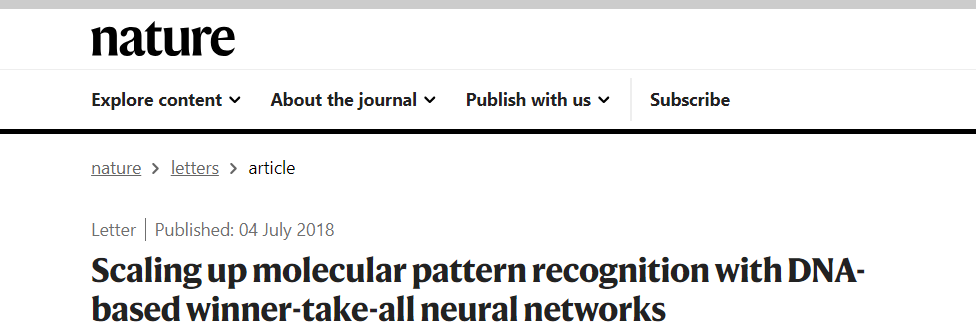 nature
Explore content About the journal Publish with us Subscribe
nature > letters > article
Letter | Published: 04 July 2018
Scaling up molecular pattern recognition with DNA-
based winner-take-all neural networks